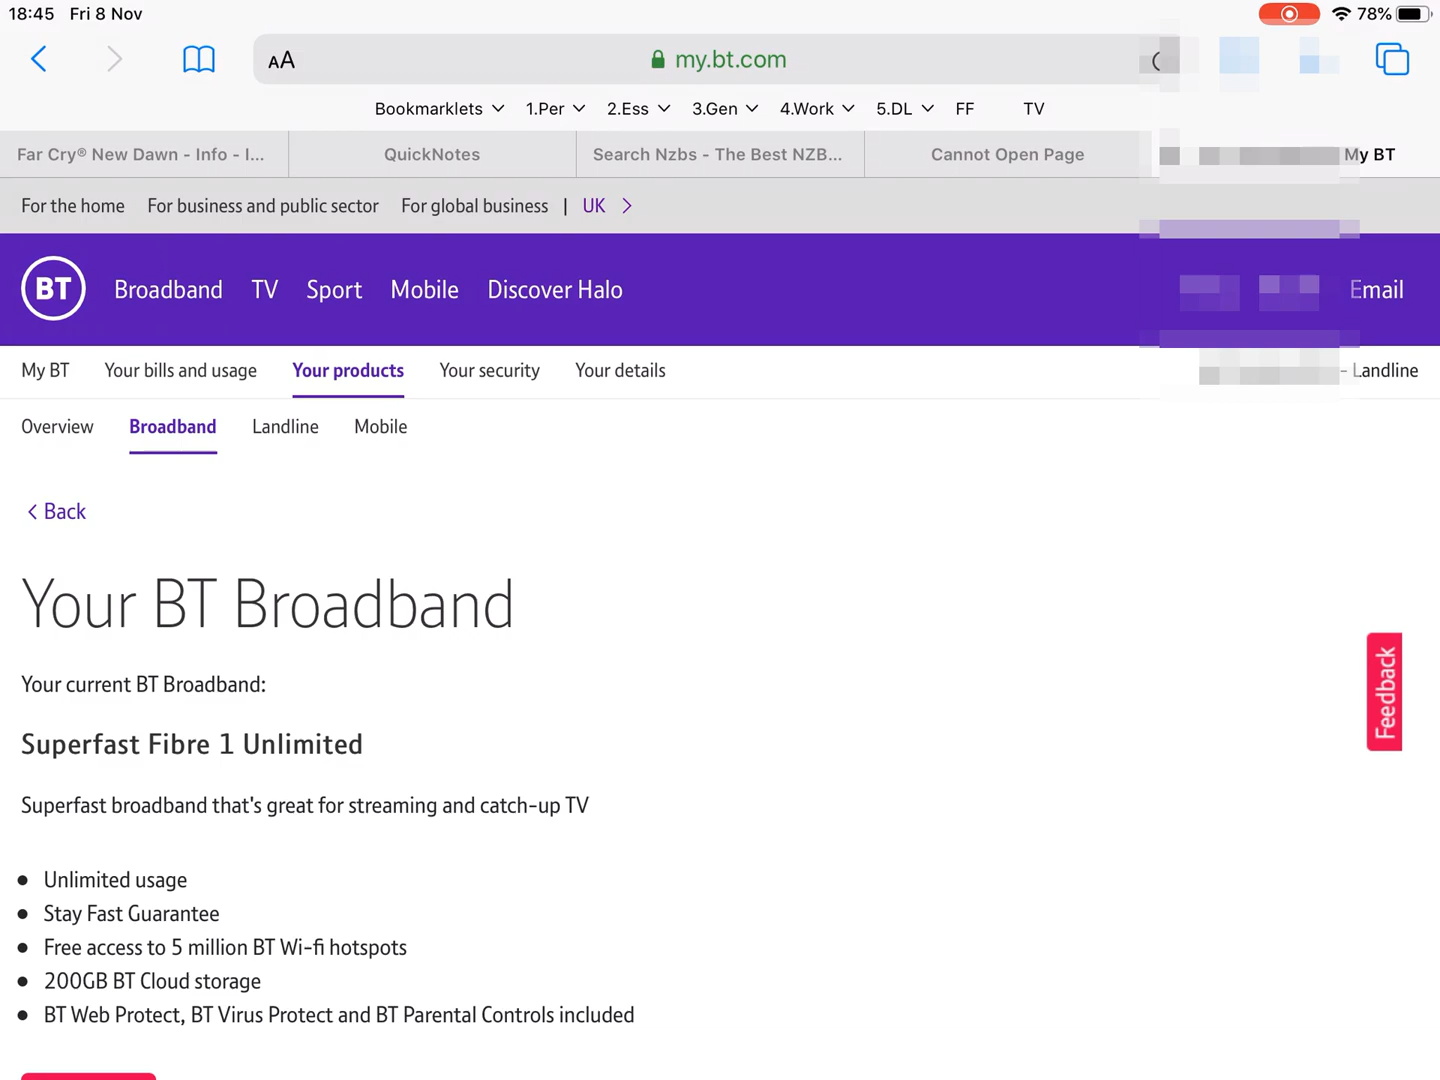 18:45 Fri 8 Nov 78%
AA my.bt.com
Bookmarklets 1.Per 2.Ess 3.Gen 4.Work 5.DL FF TV
Far Cry® New Dawn - Info - I... QuickNotes Search Nzbs - The Best NZB... Cannot Open Page My BT
For the home For business and public sector For global business | UK >
BT Broadband TV Sport Mobile Discover Halo Email
My BT Your bills and usage Your products Your security Your details - Landline
Overview Broadband Landline Mobile
< Back
Your BT Broadband
Your current BT Broadband:
Feedback
Superfast Fibre 1 Unlimited
Superfast broadband that's great for streaming and catch-up TV
• Unlimited usage
• Stay Fast Guarantee
• Free access to 5 million BT Wi-fi hotspots
• 200GB BT Cloud storage
• BT Web Protect, BT Virus Protect and BT Parental Controls included